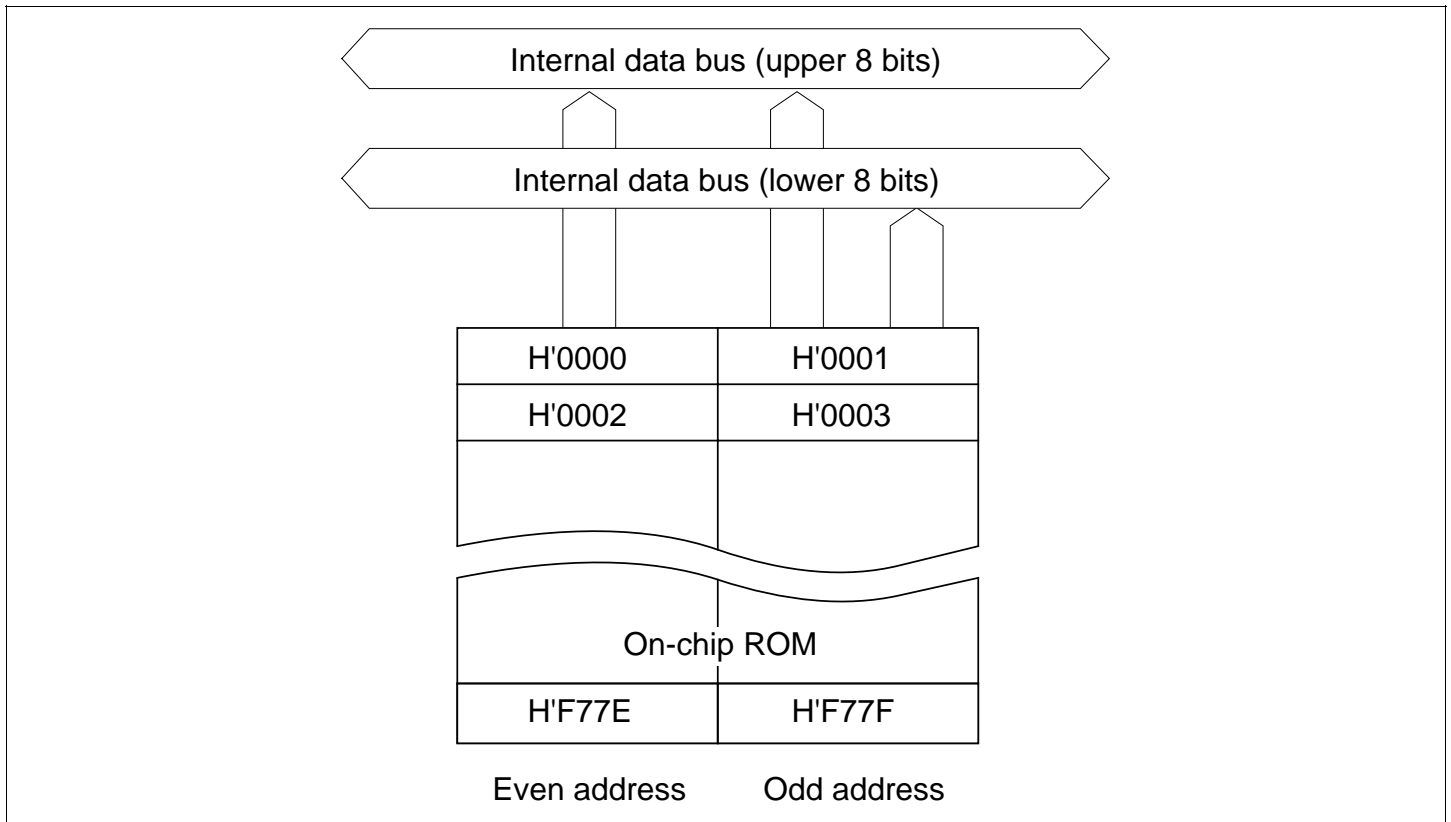 Internal data bus (upper 8 bits)
Internal data bus (lower 8 bits)
H'0000 H'0001
H'0002 H'0003
On-chip ROM
H'F77E H'F77F
Even address Odd address